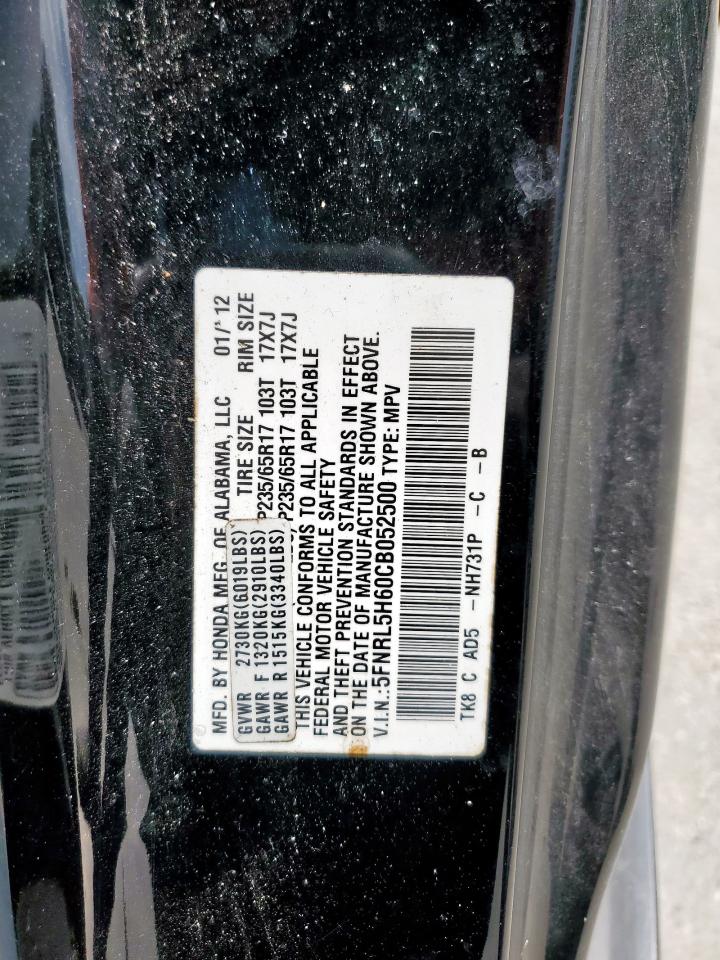 MFD. BY HONDA MFG. OF ALABAMA, LLC 01/12
GVWR 2730KG(6019LBS) TIRE SIZE RIM SIZE
GAWR F 1320KG(2910LBS) P235/65R17 103T 17X7J
GAWR R 1515KG(3340LBS) P235/65R17 103T 17X7J
THIS VEHICLE CONFORMS TO ALL APPLICABLE
FEDERAL MOTOR VEHICLE SAFETY
AND THEFT PREVENTION STANDARDS IN EFFECT
ON THE DATE OF MANUFACTURE SHOWN ABOVE.
V.I.N.: 5FNRL5H60CB052500 TYPE: MPV
TK8 C AD5 -NH731P -C -B